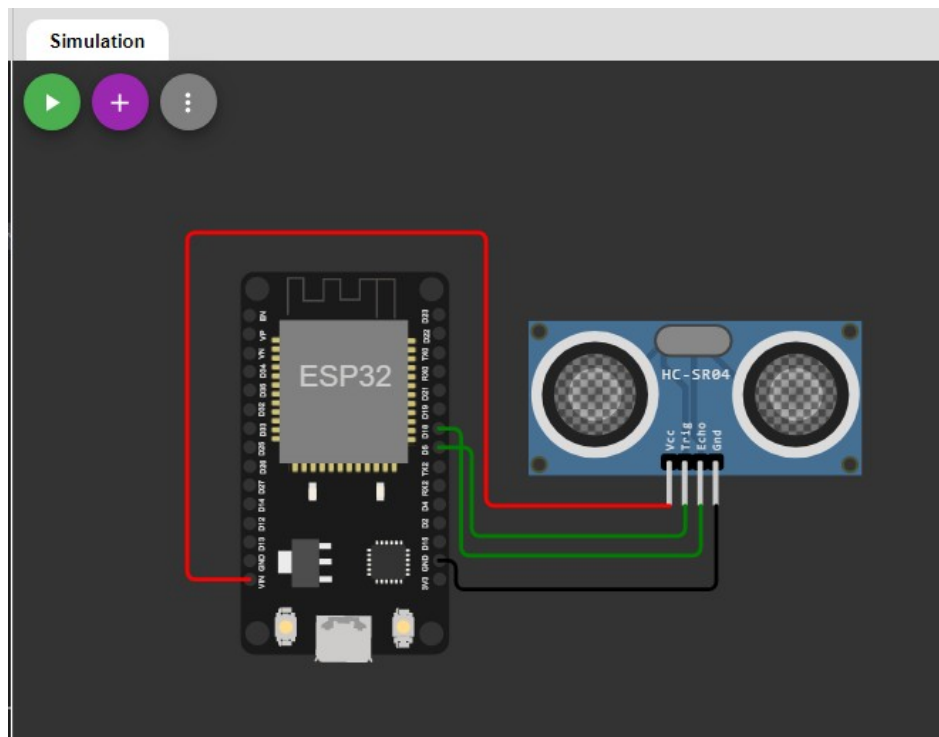 Simulation
EN
VP
VN
D34
D35
D32
D33
D25
D26
D27
D14
D12
D13
GND
VIN
ESP32
D23
D22
TX0
RX0
D21
D19
D18
D5
TX2
RX2
D4
D2
D15
GND
3V3
HC-SR04
Vcc
Trig
Echo
Gnd